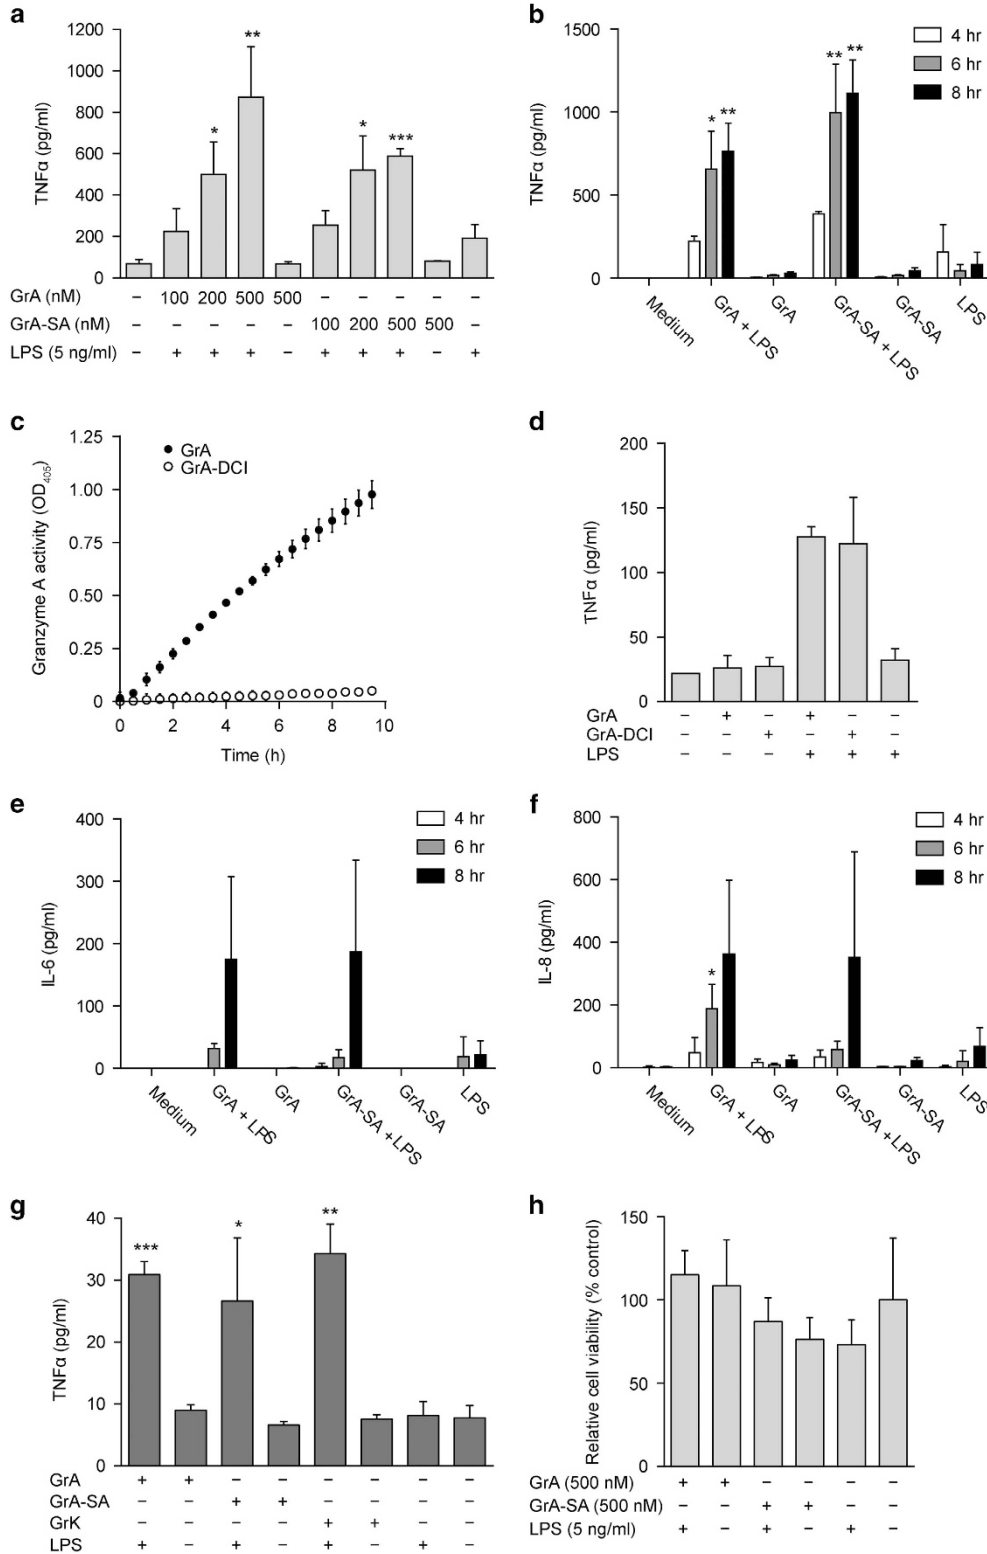 a
TNFα (pg/ml)
1200
1000
800
600
400
200
0
* ** * ***
GrA (nM) – 100 200 500 500 – – – – –
GrA-SA (nM) – – – – – 100 200 500 500 –
LPS (5 ng/ml) – + + + – + + + – +
b
TNFα (pg/ml)
1500
1000
500
0
* ** ** **
4 hr
6 hr
8 hr
Medium
GrA + LPS
GrA
GrA-SA + LPS
GrA-SA
LPS
c
Granzyme A activity (OD405)
1.25
1.00
0.75
0.50
0.25
0
GrA
GrA-DCI
0 2 4 6 8 10
Time (h)
d
TNFα (pg/ml)
200
150
100
50
0
GrA – + – + – –
GrA-DCI – – + – + –
LPS – – – + + +
e
IL-6 (pg/ml)
400
300
200
100
0
4 hr
6 hr
8 hr
Medium
GrA + LPS
GrA
GrA-SA + LPS
GrA-SA
LPS
f
IL-8 (pg/ml)
800
600
400
200
0
*
4 hr
6 hr
8 hr
Medium
GrA + LPS
GrA
GrA-SA + LPS
GrA-SA
LPS
g
TNFα (pg/ml)
40
30
20
10
0
*** * **
GrA + + – – – – – –
GrA-SA – – + + – – – –
GrK – – – – + + – –
LPS + – + – + – + –
h
Relative cell viability (% control)
150
100
50
0
GrA (500 nM) + + – – – –
GrA-SA (500 nM) – – + + – –
LPS (5 ng/ml) + – + – + –